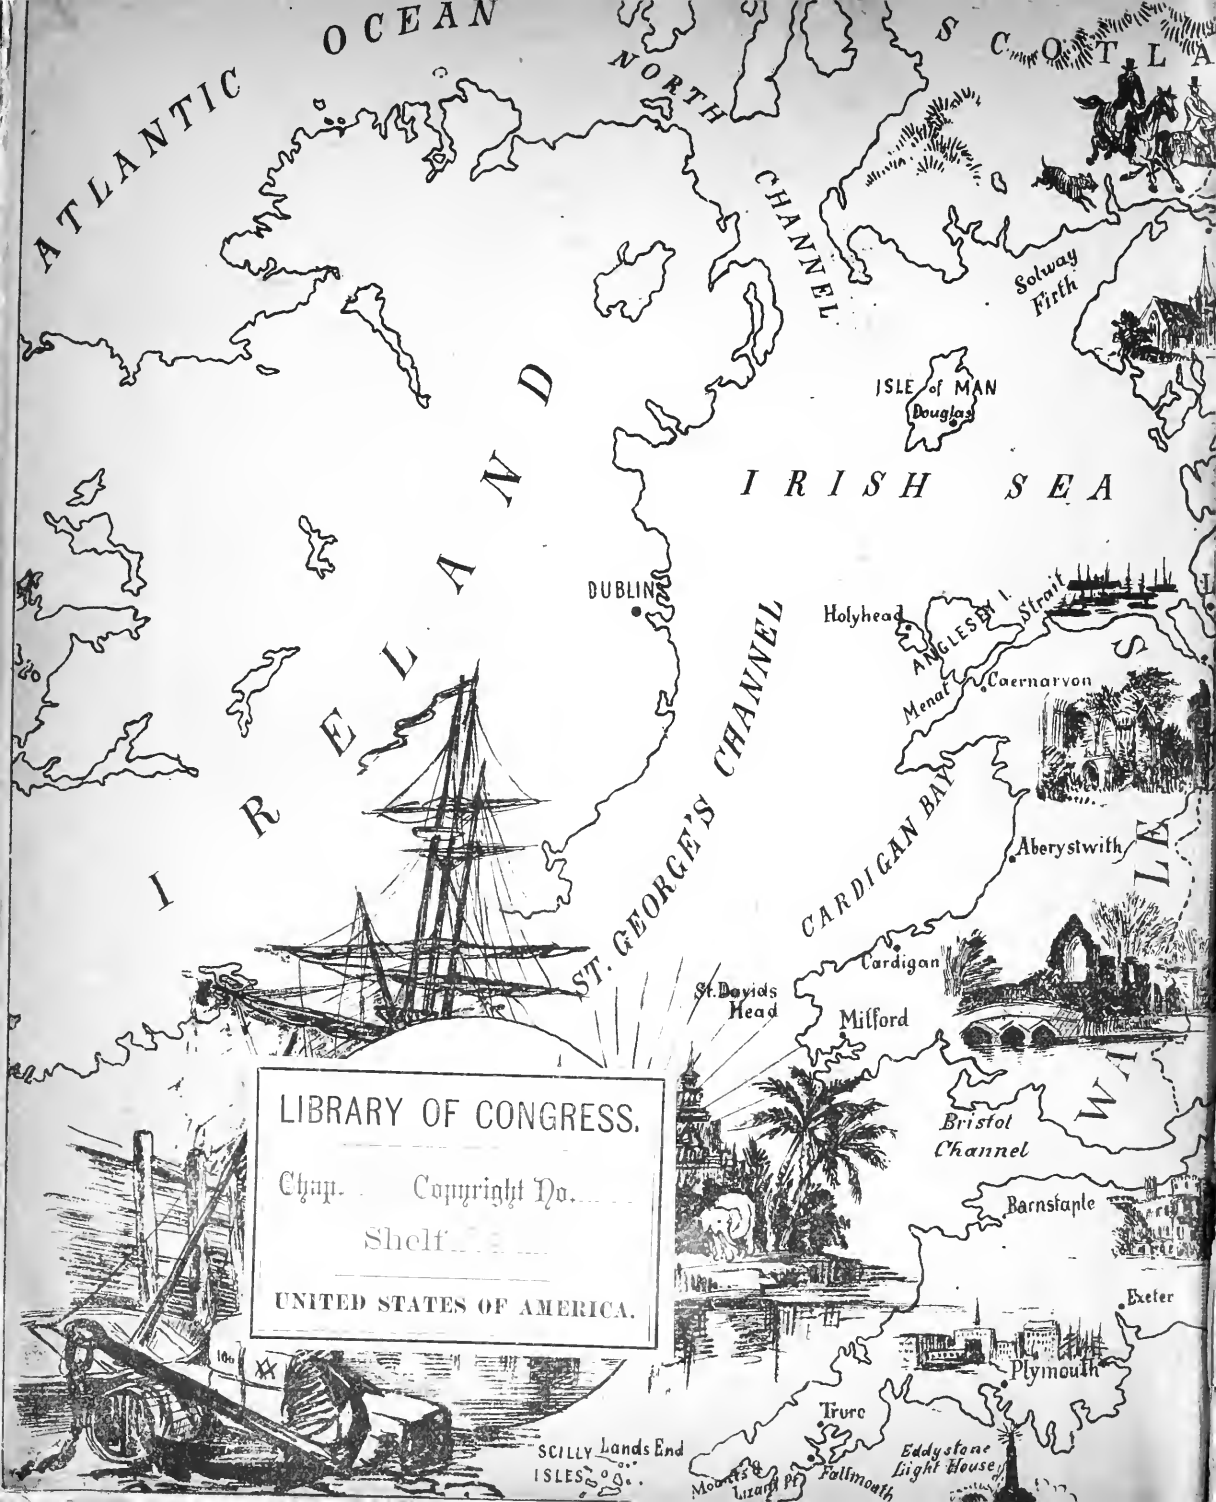 ATLANTIC OCEAN
NORTH CHANNEL
SCOTLA
Solway
Firth
ISLE of MAN
Douglas
IRISH SEA
IRELAND
DUBLIN
Holyhead
ANGLESEY I.
Menat Strait
Caernarvon
ST. GEORGE'S CHANNEL
CARDIGAN BAY
Aberystwith
WALES
Cardigan
St. Davids
Head
Milford
Bristol
Channel
Barnstaple
Exeter
Plymouth
Truro
Falmouth
Eddystone
Light House
SCILLY
ISLES
Lands End
Lizard Pt
LIBRARY OF CONGRESS.
Chap. Copyright No.
Shelf
UNITED STATES OF AMERICA.